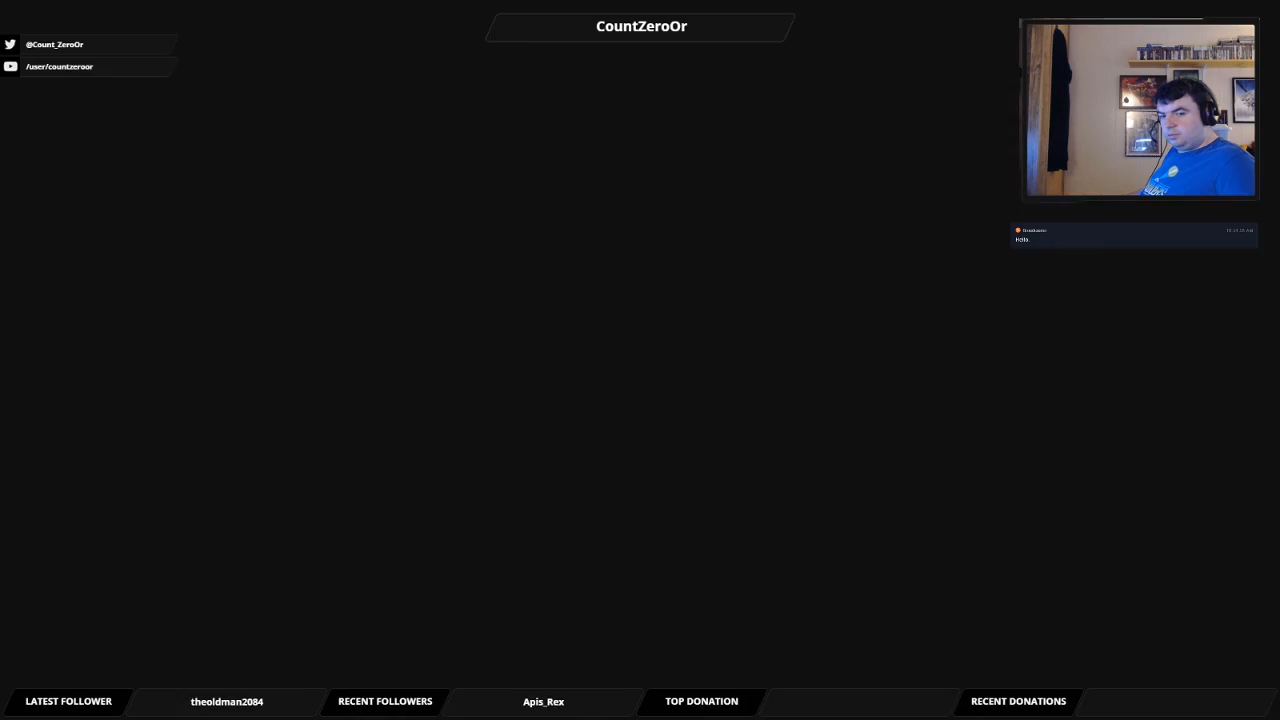 CountZeroOr
@Count_ZeroOr
/user/countzeroor
Hello.
LATEST FOLLOWER
theoldman2084
RECENT FOLLOWERS
Apis_Rex
TOP DONATION
RECENT DONATIONS